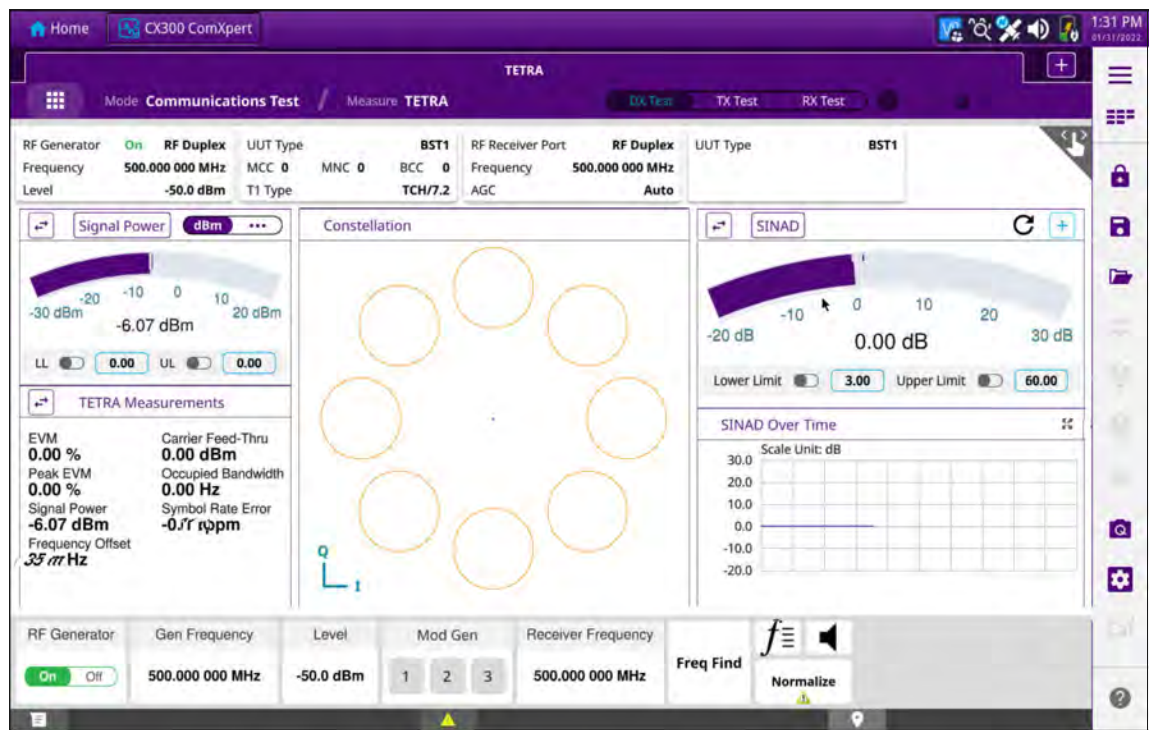 Home
CX300 ComXpert
1:31 PM
01/31/2022
TETRA
Mode Communications Test / Measure TETRA
DX Test TX Test RX Test
RF Generator On RF Duplex
Frequency 500.000 000 MHz
Level -50.0 dBm
UUT Type BST1
MCC 0 MNC 0 BCC 0
T1 Type TCH/7.2
RF Receiver Port RF Duplex
Frequency 500.000 000 MHz
AGC Auto
UUT Type BST1
Signal Power dBm •••
-30 dBm -20 -10 0 10 20 dBm
-6.07 dBm
LL 0.00 UL 0.00
TETRA Measurements
EVM
0.00 %
Peak EVM
0.00 %
Signal Power
-6.07 dBm
Frequency Offset
Hz
Carrier Feed-Thru
0.00 dBm
Occupied Bandwidth
0.00 Hz
Symbol Rate Error
Constellation
Q
I
SINAD
-20 dB -10 0 10 20 30 dB
0.00 dB
Lower Limit 3.00 Upper Limit 60.00
SINAD Over Time
Scale Unit: dB
30.0
20.0
10.0
0.0
-10.0
-20.0
Cal
RF Generator
On Off
Gen Frequency
500.000 000 MHz
Level
-50.0 dBm
Mod Gen
1 2 3
Receiver Frequency
500.000 000 MHz
Freq Find
Normalize